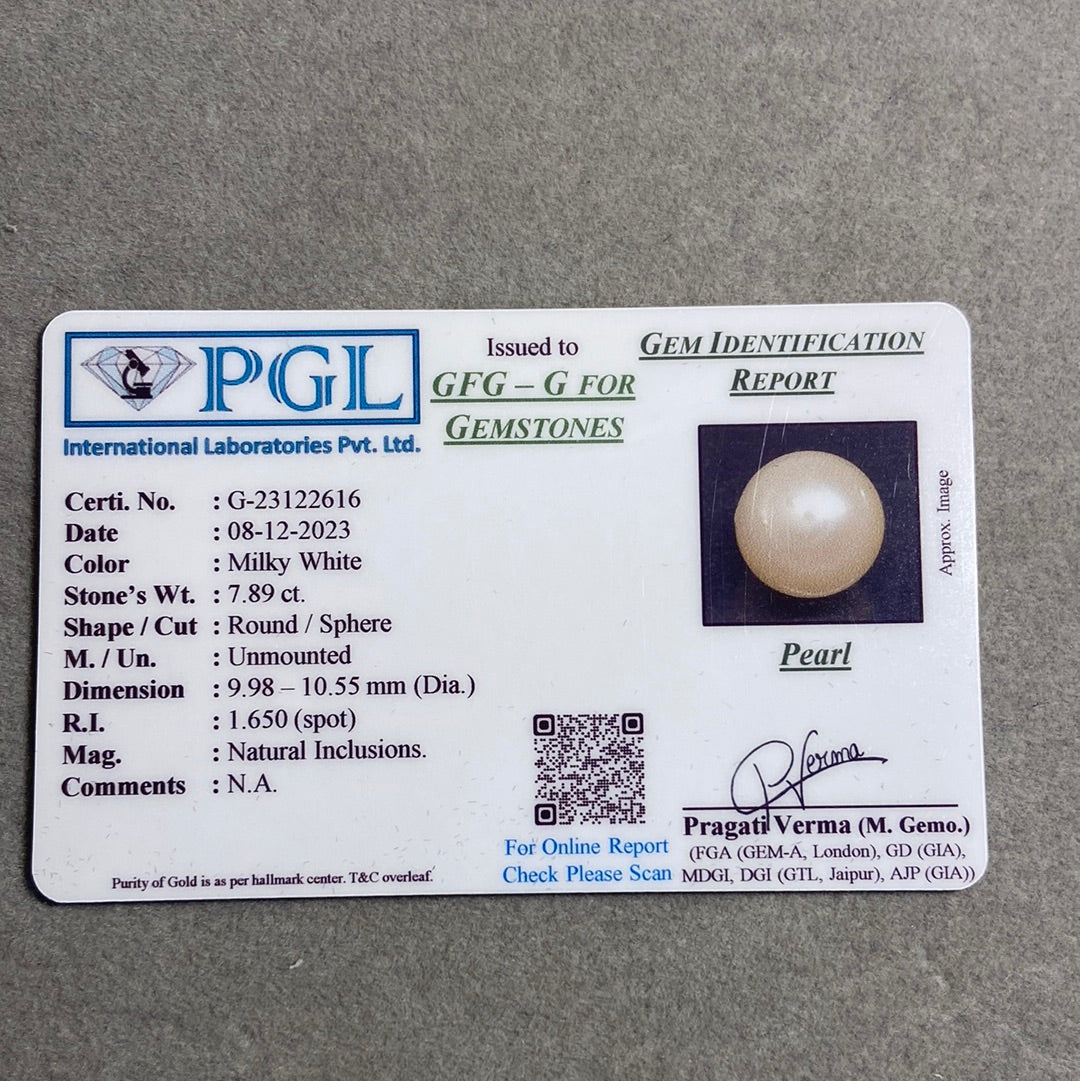 PGL
International Laboratories Pvt. Ltd.
Issued to
GFG – G FOR
GEMSTONES
GEM IDENTIFICATION
REPORT
Certi. No. : G-23122616
Date : 08-12-2023
Color : Milky White
Stone's Wt. : 7.89 ct.
Shape / Cut : Round / Sphere
M. / Un. : Unmounted
Dimension : 9.98 – 10.55 mm (Dia.)
R.I. : 1.650 (spot)
Mag. : Natural Inclusions.
Comments : N.A.
Purity of Gold is as per hallmark center. T&C overleaf.
For Online Report
Check Please Scan
Approx. Image
Pearl
PVerma
Pragati Verma (M. Gemo.)
(FGA (GEM-A, London), GD (GIA),
MDGI, DGI (GTL, Jaipur), AJP (GIA))